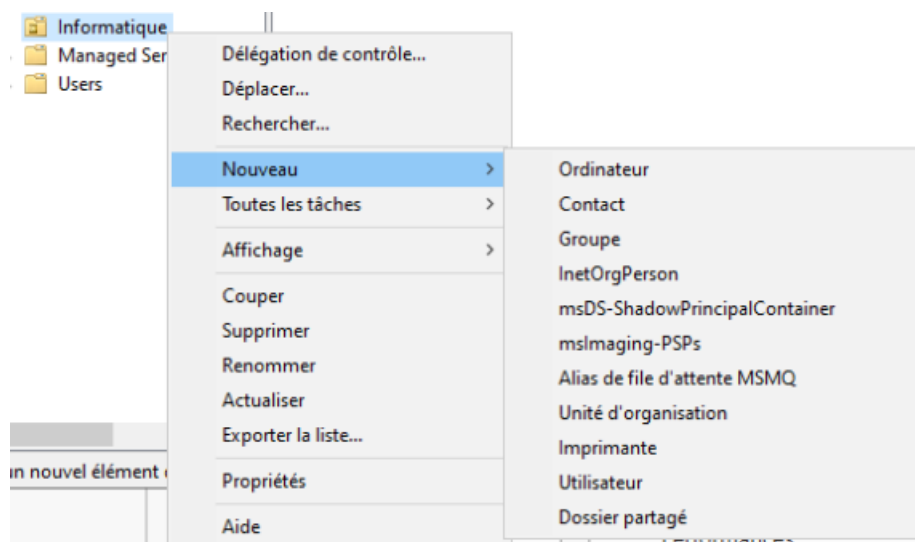 Informatique
Managed Ser
Users
Délégation de contrôle...
Déplacer...
Rechercher...
Nouveau
Toutes les tâches
Affichage
Couper
Supprimer
Renommer
Actualiser
Exporter la liste...
Propriétés
Aide
Ordinateur
Contact
Groupe
InetOrgPerson
msDS-ShadowPrincipalContainer
msImaging-PSPs
Alias de file d'attente MSMQ
Unité d'organisation
Imprimante
Utilisateur
Dossier partagé
un nouvel élément